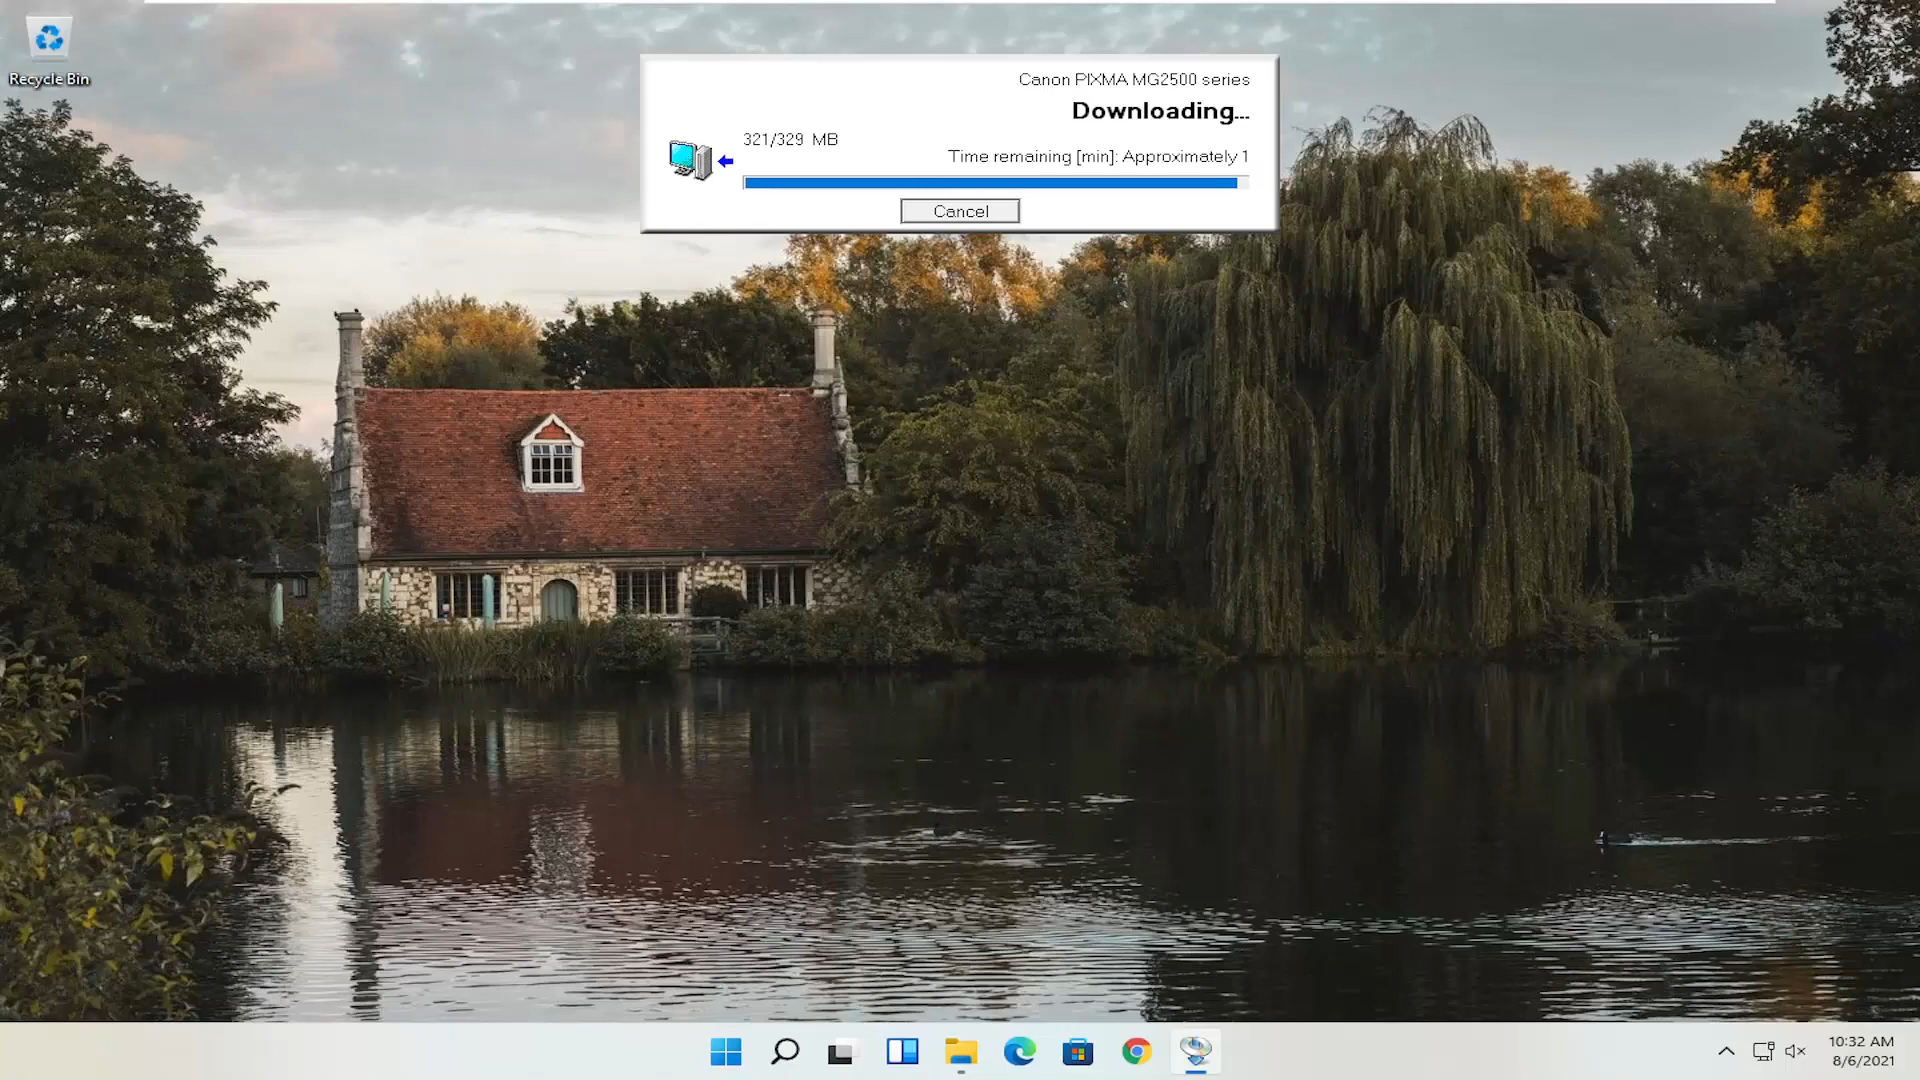 Recycle Bin
Canon PIXMA MG2500 series
Downloading...
321/329 MB
Time remaining [min]: Approximately 1
Cancel
10:32 AM
8/6/2021